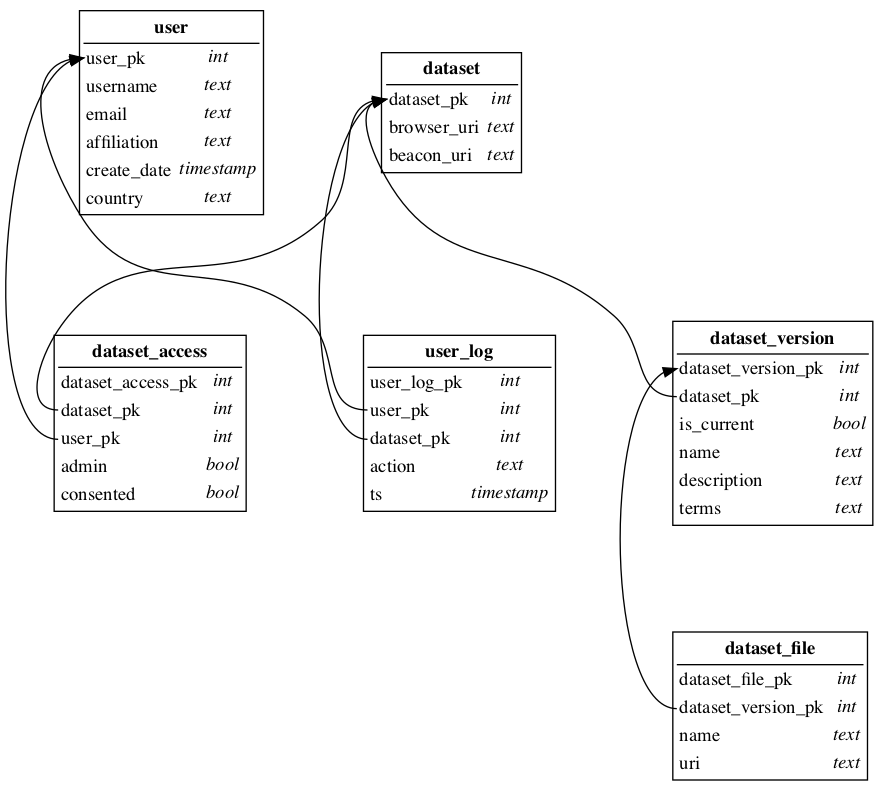 user
user_pk int
username text
email text
affiliation text
create_date timestamp
country text
dataset
dataset_pk int
browser_uri text
beacon_uri text
dataset_access
dataset_access_pk int
dataset_pk int
user_pk int
admin bool
consented bool
user_log
user_log_pk int
user_pk int
dataset_pk int
action text
ts timestamp
dataset_version
dataset_version_pk int
dataset_pk int
is_current bool
name text
description text
terms text
dataset_file
dataset_file_pk int
dataset_version_pk int
name text
uri text